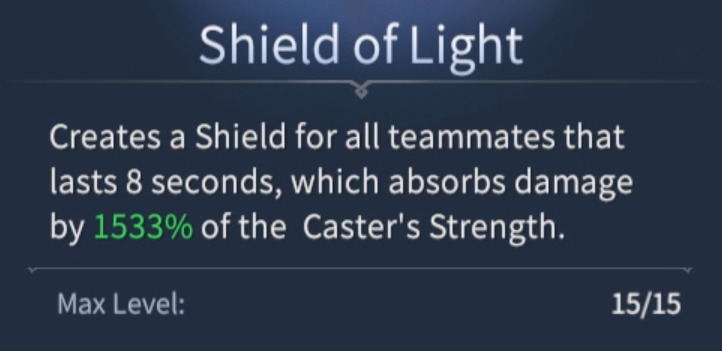 Shield of Light
Creates a Shield for all teammates that
lasts 8 seconds, which absorbs damage
by 1533% of the Caster's Strength.
Max Level: 15/15